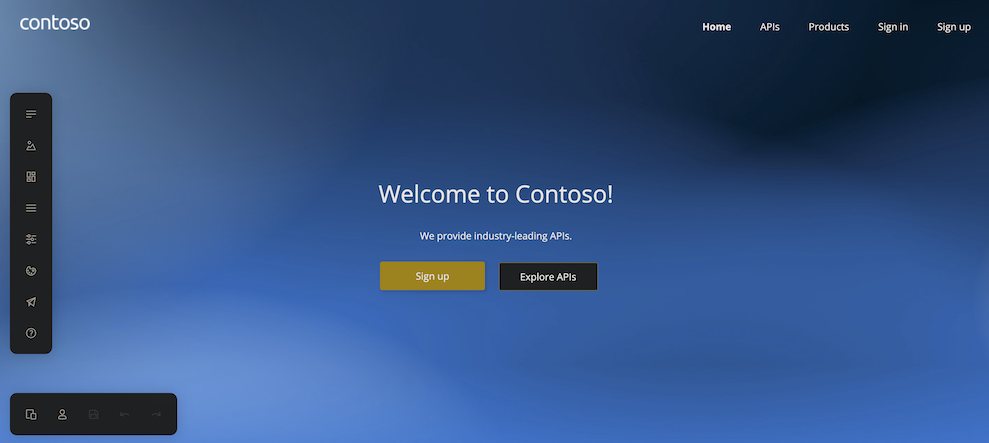 contoso
Home APIs Products Sign in Sign up
Welcome to Contoso!
We provide industry-leading APIs.
Sign up Explore APIs